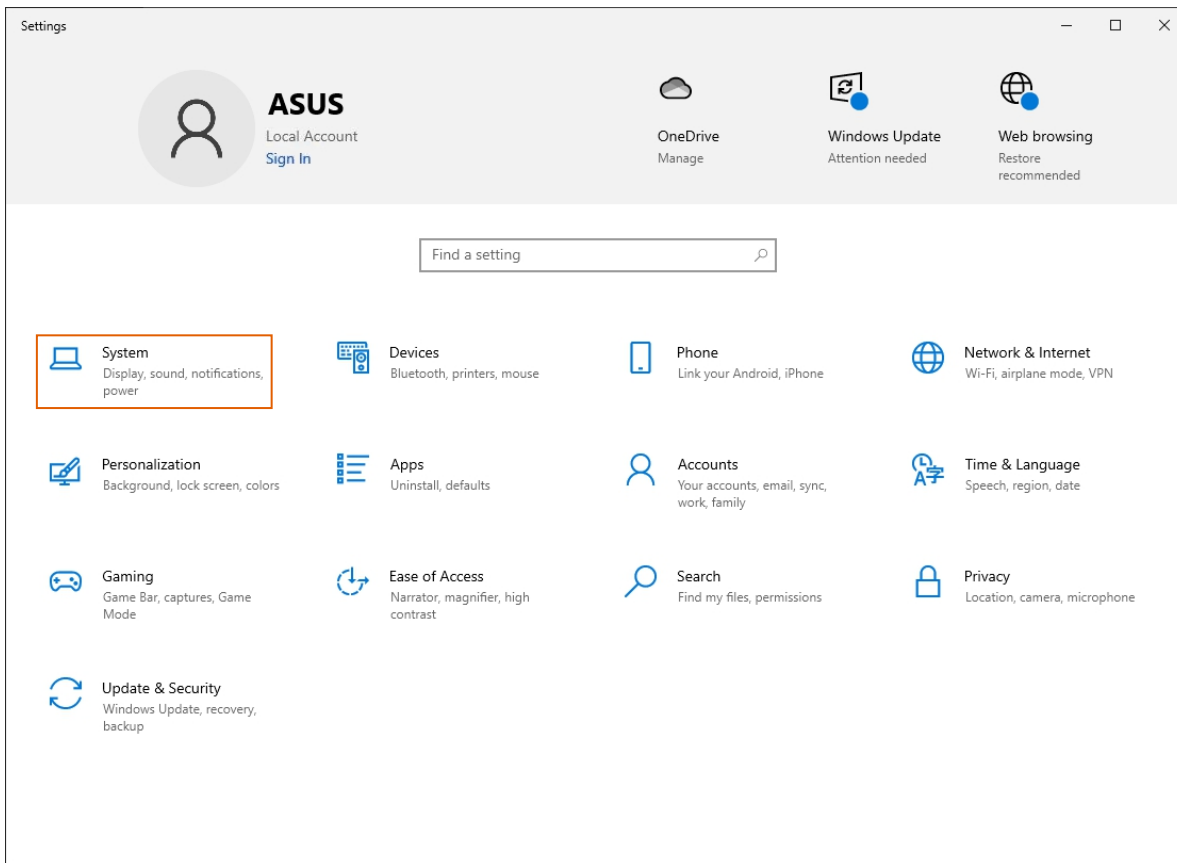 Settings
ASUS
Local Account
Sign In
OneDrive
Manage
Windows Update
Attention needed
Web browsing
Restore
recommended
Find a setting
System
Display, sound, notifications,
power
Devices
Bluetooth, printers, mouse
Phone
Link your Android, iPhone
Network & Internet
Wi-Fi, airplane mode, VPN
Personalization
Background, lock screen, colors
Apps
Uninstall, defaults
Accounts
Your accounts, email, sync,
work, family
Time & Language
Speech, region, date
Gaming
Game Bar, captures, Game
Mode
Ease of Access
Narrator, magnifier, high
contrast
Search
Find my files, permissions
Privacy
Location, camera, microphone
Update & Security
Windows Update, recovery,
backup